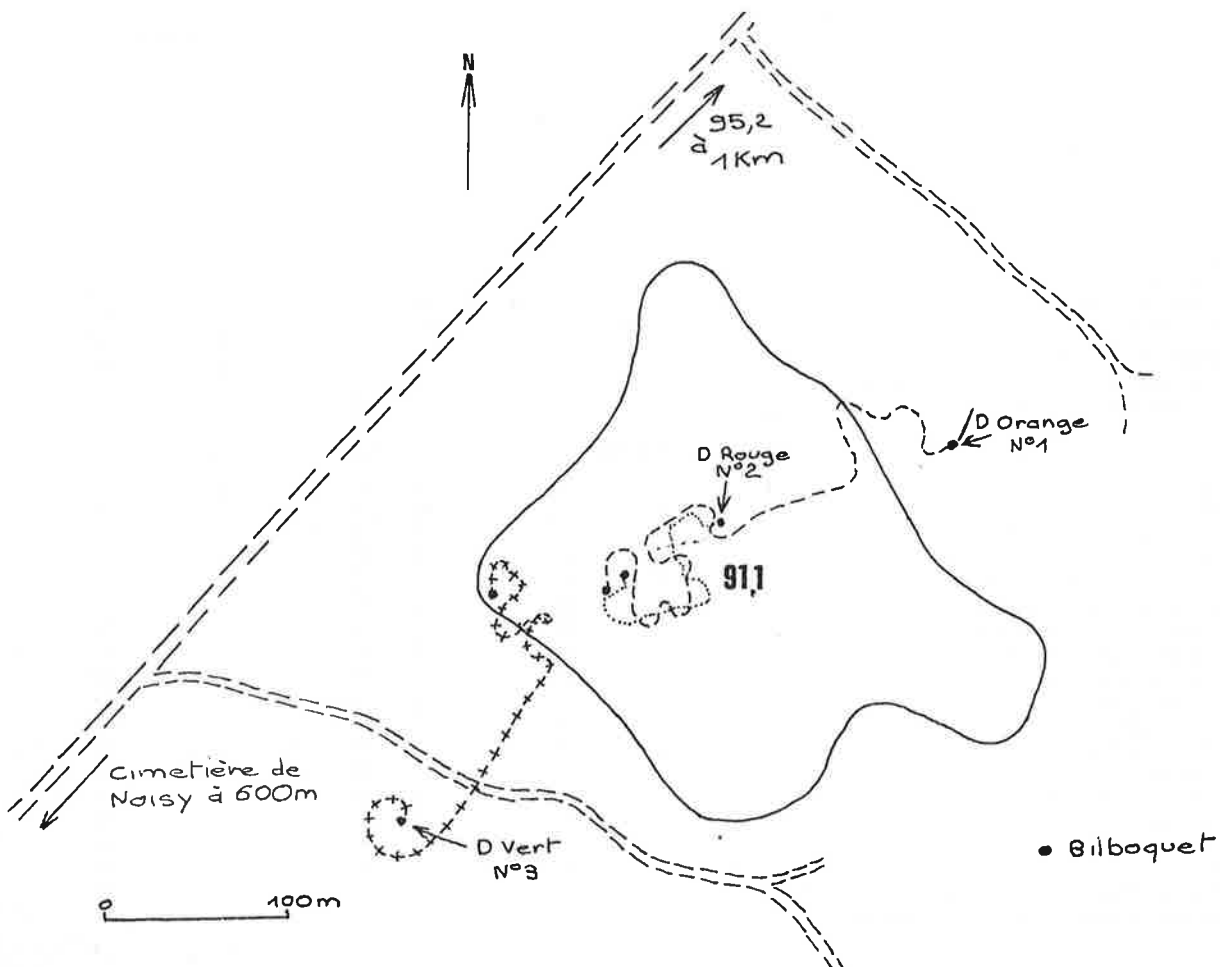 N
95,2
à
1Km
D Orange
N°1
D Rouge
N°2
91,1
Cimetière de
Noisy à 600m
D Vert
N°3
Bilboquet
0 100m